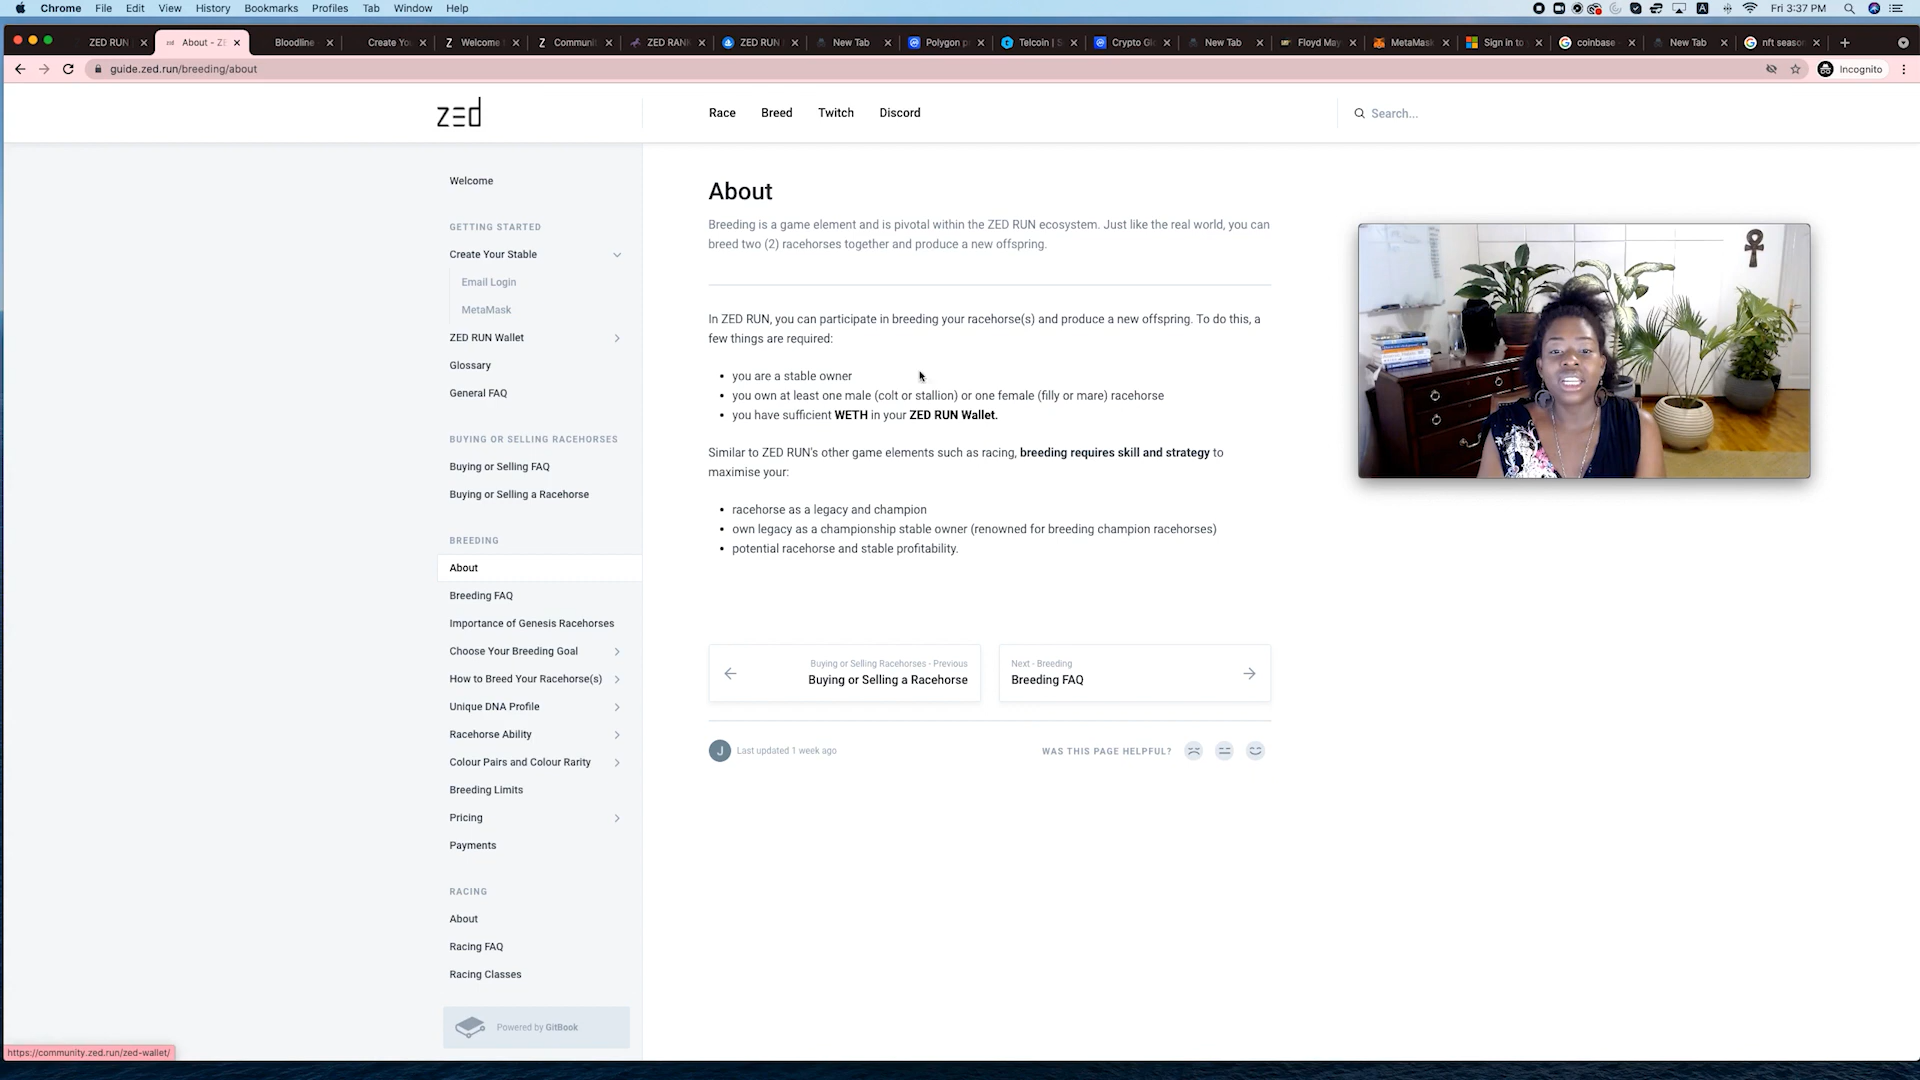 Chrome File Edit View History Bookmarks Profiles Tab Window Help Fri 3:37 PM
ZED RUN About - ZE Bloodline Create Yo Welcome Communi ZED RAN ZED RUN New Tab Polygon p Telcoin | S Crypto Gl New Tab Floyd May MetaMask Sign in to coinbase New Tab nft seaso
guide.zed.run/breeding/about Incognito
zed Race Breed Twitch Discord Search...
Welcome
GETTING STARTED
Create Your Stable
Email Login
MetaMask
ZED RUN Wallet
Glossary
General FAQ
BUYING OR SELLING RACEHORSES
Buying or Selling FAQ
Buying or Selling a Racehorse
BREEDING
About
Breeding FAQ
Importance of Genesis Racehorses
Choose Your Breeding Goal
How to Breed Your Racehorse(s)
Unique DNA Profile
Racehorse Ability
Colour Pairs and Colour Rarity
Breeding Limits
Pricing
Payments
RACING
About
Racing FAQ
Racing Classes
Powered by GitBook
https://community.zed.run/zed-wallet/
About
Breeding is a game element and is pivotal within the ZED RUN ecosystem. Just like the real world, you can
breed two (2) racehorses together and produce a new offspring.
In ZED RUN, you can participate in breeding your racehorse(s) and produce a new offspring. To do this, a
few things are required:
• you are a stable owner
• you own at least one male (colt or stallion) or one female (filly or mare) racehorse
• you have sufficient WETH in your ZED RUN Wallet.
Similar to ZED RUN's other game elements such as racing, breeding requires skill and strategy to
maximise your:
• racehorse as a legacy and champion
• own legacy as a championship stable owner (renowned for breeding champion racehorses)
• potential racehorse and stable profitability.
Buying or Selling Racehorses - Previous
Buying or Selling a Racehorse
Next - Breeding
Breeding FAQ
J Last updated 1 week ago WAS THIS PAGE HELPFUL?